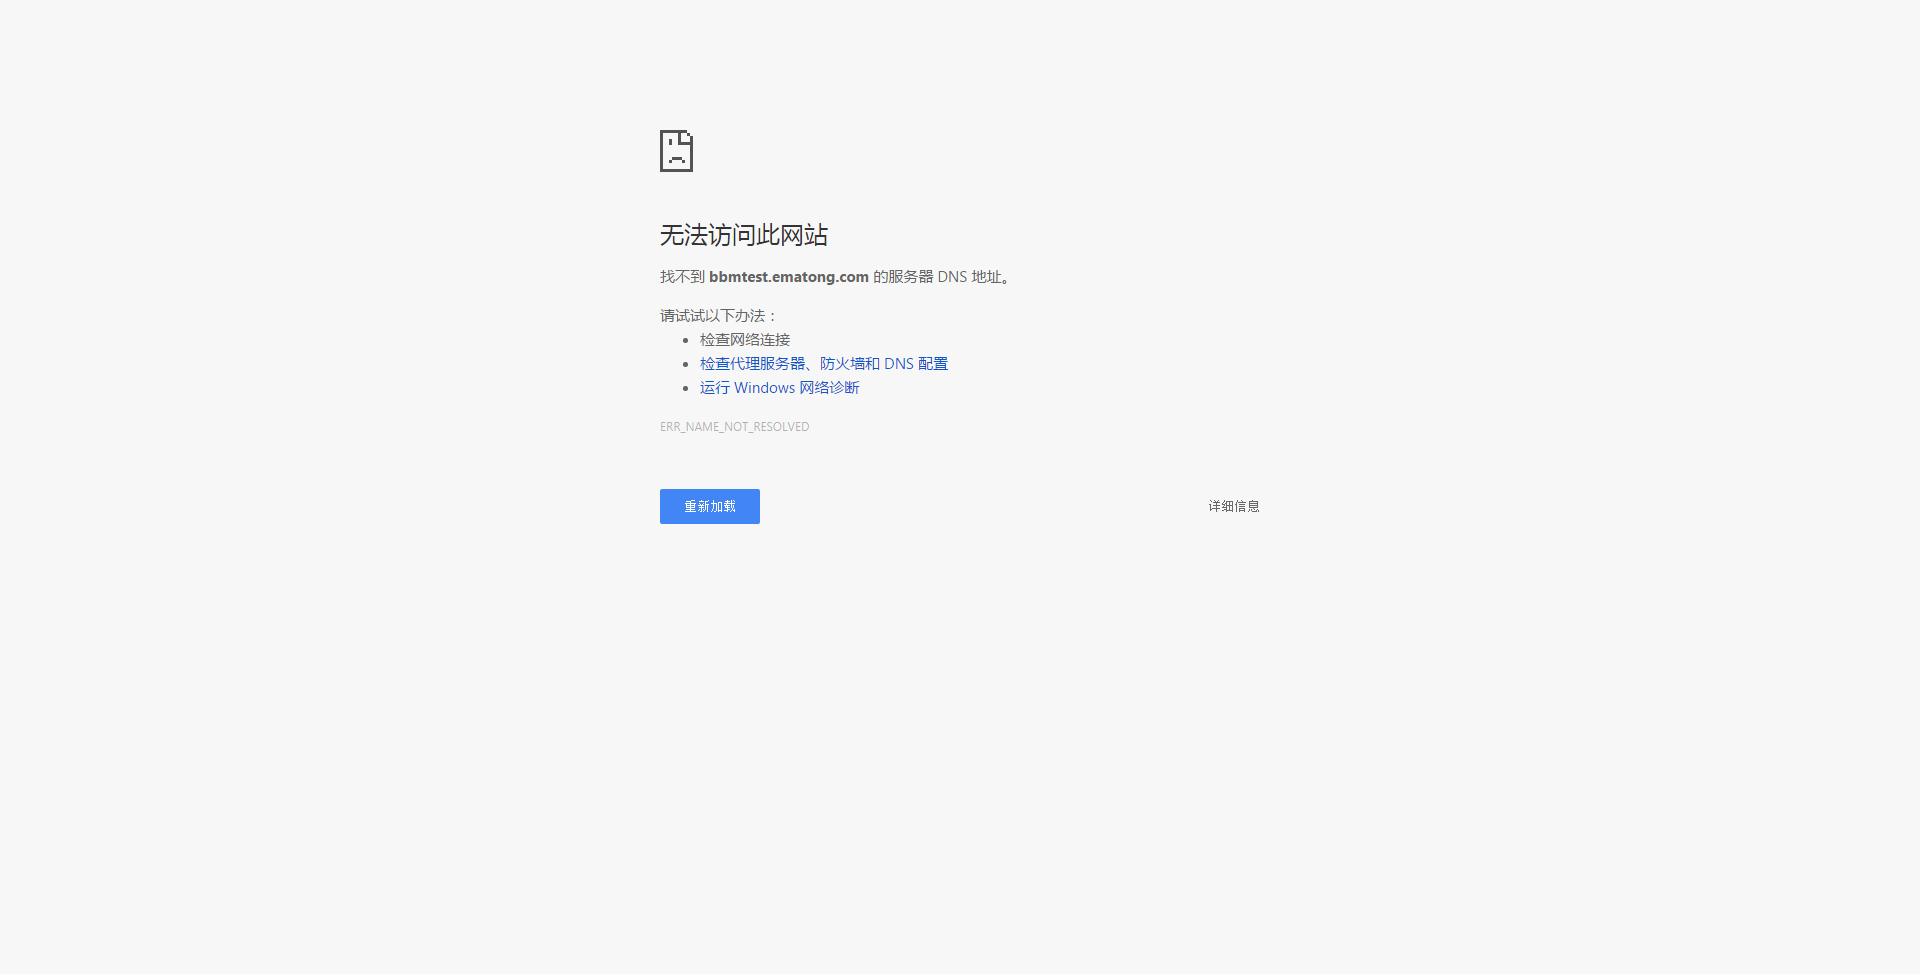 无法访问此网站
找不到 bbmtest.ematong.com 的服务器 DNS 地址。
请试试以下办法：
检查网络连接
检查代理服务器、防火墙和 DNS 配置
运行 Windows 网络诊断
ERR_NAME_NOT_RESOLVED
重新加载
详细信息